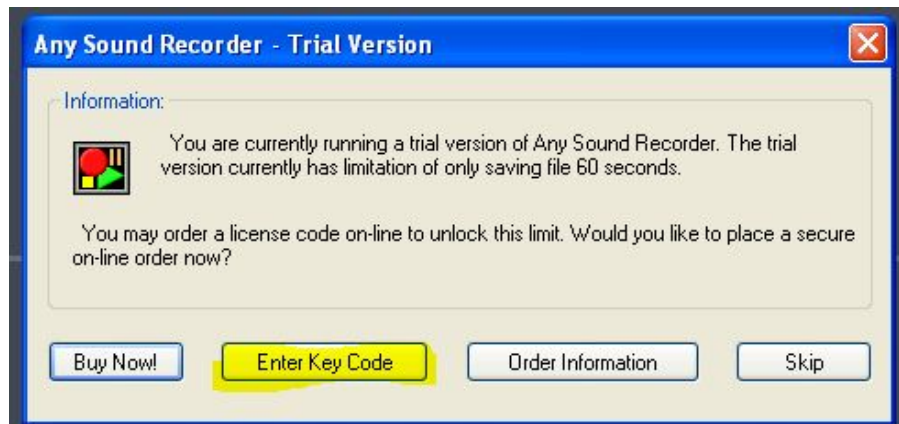 Any Sound Recorder - Trial Version
Information:
You are currently running a trial version of Any Sound Recorder. The trial
version currently has limitation of only saving file 60 seconds.
You may order a license code on-line to unlock this limit. Would you like to place a secure
on-line order now?
Buy Now! Enter Key Code Order Information Skip